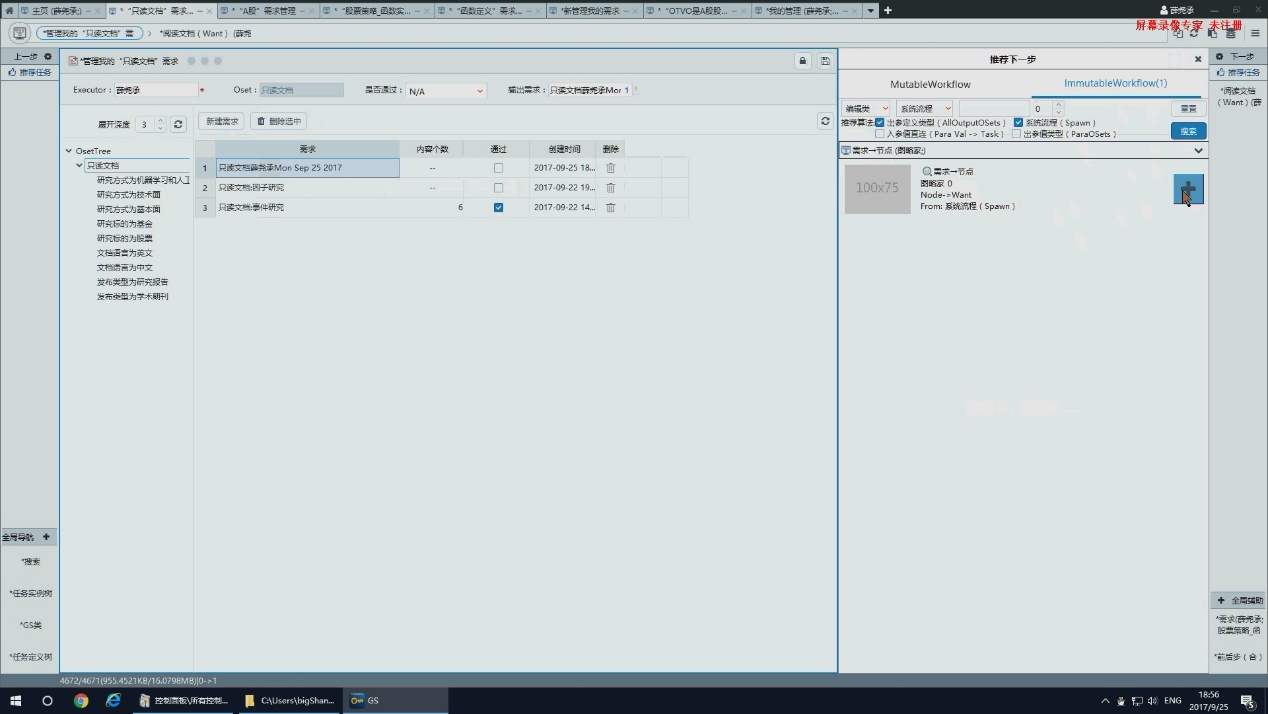 主页 (薛尧承;)
* "只读文档" 需求...
* "A股" 需求管理
* "股票策略_函数实...
* "函数定义" 需求...
*新管理我的需求
* "OTVO是A股股...
*我的管理 (薛尧承;...
薛尧承
屏幕录像专家 未注册
*管理我的 "只读文档" 需
*阅读文档 ( Want ) (薛尧
上一步
推荐任务
*管理我的 "只读文档" 需求
Executor : 薛尧承 *
Oset : 只读文档
是否通过 : N/A
输出需求 : 只读文档薛尧承Mor 1
展开深度 3
新建需求
删除选中
OsetTree
只读文档
研究方式为机器学习和人工
研究方式为技术面
研究方式为基本面
研究标的为基金
研究标的为股票
文档语言为英文
文档语言为中文
发布类型为研究报告
发布类型为学术期刊
需求 内容个数 通过 创建时间 删除
1 只读文档薛尧承Mon Sep 25 2017 -- 2017-09-25 18...
2 只读文档;因子研究 -- 2017-09-22 19...
3 只读文档;事件研究 6 2017-09-22 14...
推荐下一步
MutableWorkflow
ImmutableWorkflow(1)
编辑类 系统流程 0 重置
推荐算法 出参定义类型 ( AllOutputOSets ) 系统流程 ( Spawn )
入参值直连 ( Para Val -> Task ) 出参值类型 ( ParaOSets )
搜索
需求→节点 (图略家;)
100x75
需求→节点
图略家 0
Node->Want
From: 系统流程 ( Spawn )
下一步
推荐任务
*阅读文档
( Want ) (薛
全局导航
*搜索
*任务实例树
*GS类
*任务定义树
全局辅助
*需求(薛尧承;
股票策略_函
*前后步 ( 合 )
4672/4671(955.4521KB/16.0798MB)|0->1
控制面板\所有控制...
C:\Users\bigShan...
GS
ENG
18:56
2017/9/25
5